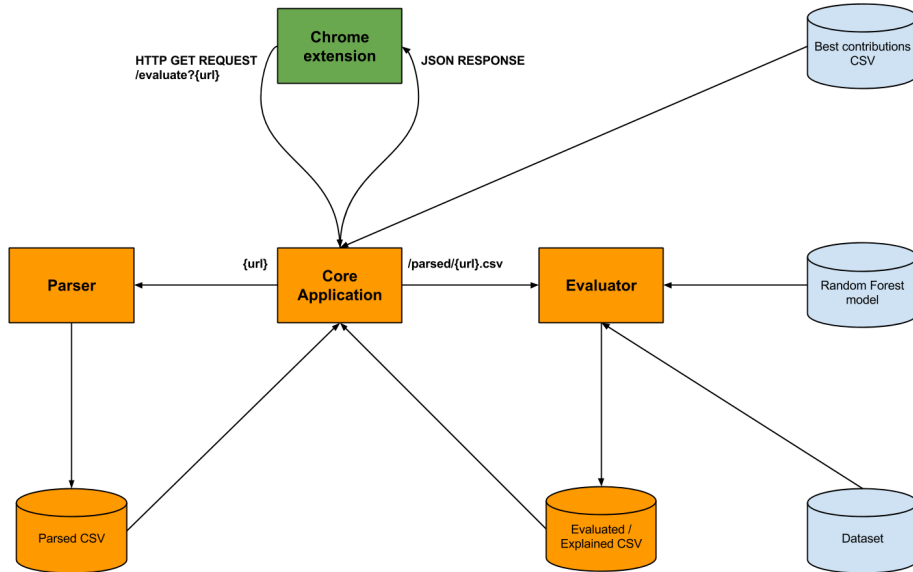 Chrome
extension
HTTP GET REQUEST
/evaluate?{url}
JSON RESPONSE
Best contributions
CSV
{url}
/parsed/{url}.csv
Parser
Core
Application
Evaluator
Random Forest
model
Parsed CSV
Evaluated /
Explained CSV
Dataset